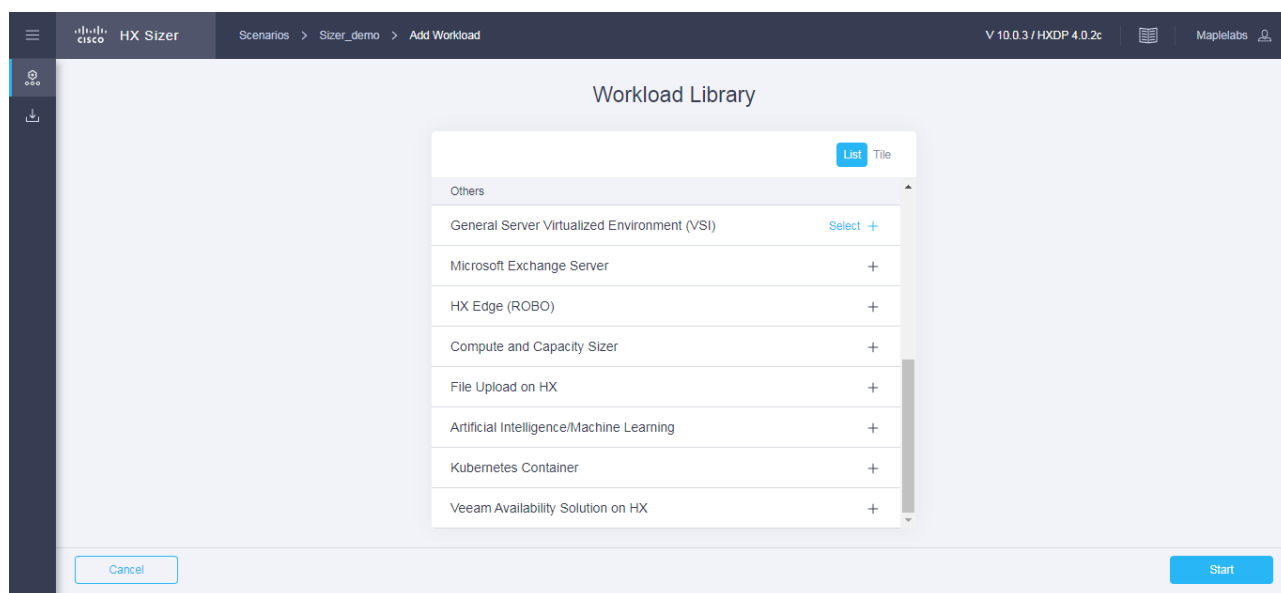 cisco HX Sizer Scenarios > Sizer_demo > Add Workload V 10.0.3 / HXDP 4.0.2c Maplelabs
Workload Library
List Tile
Others
General Server Virtualized Environment (VSI) Select +
Microsoft Exchange Server +
HX Edge (ROBO) +
Compute and Capacity Sizer +
File Upload on HX +
Artificial Intelligence/Machine Learning +
Kubernetes Container +
Veeam Availability Solution on HX +
Cancel Start